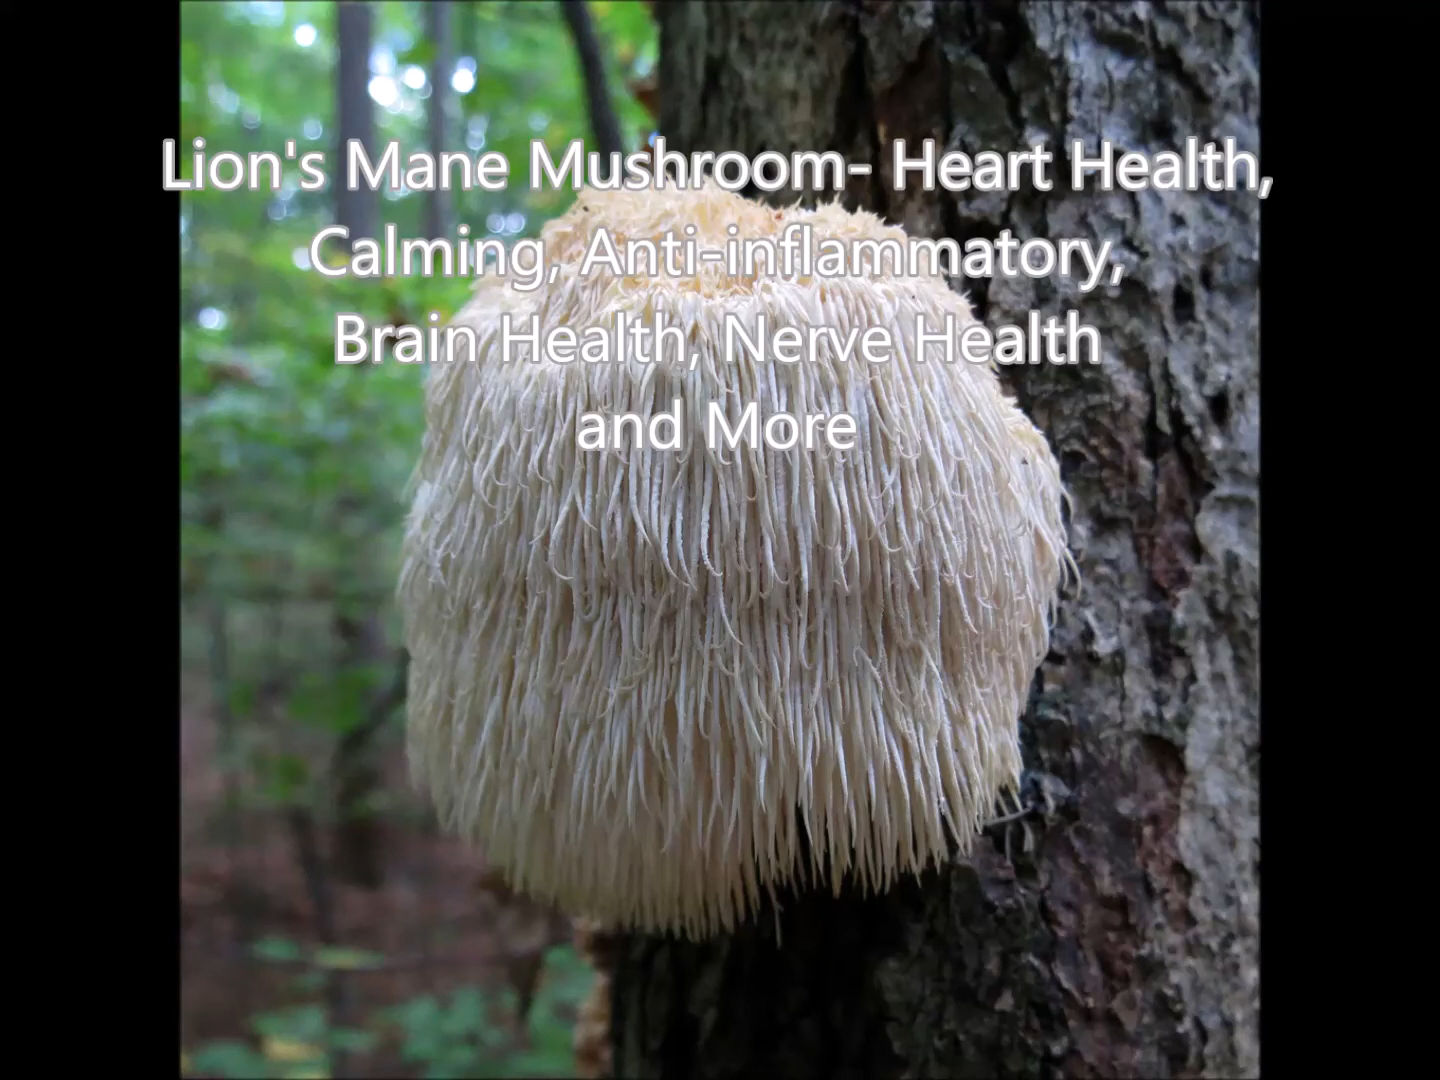 Lion's Mane Mushroom- Heart Health,
Calming, Anti-inflammatory,
Brain Health, Nerve Health
and More